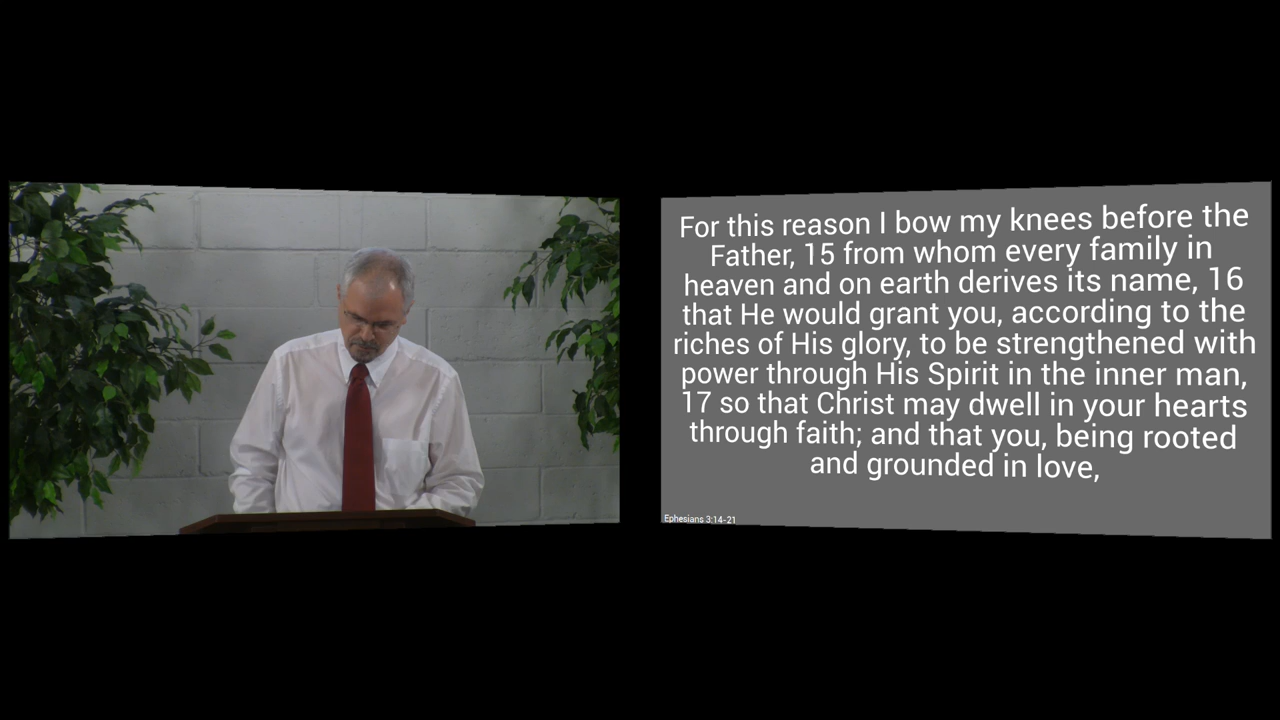 For this reason I bow my knees before the
Father, 15 from whom every family in
heaven and on earth derives its name, 16
that He would grant you, according to the
riches of His glory, to be strengthened with
power through His Spirit in the inner man,
17 so that Christ may dwell in your hearts
through faith; and that you, being rooted
and grounded in love,
Ephesians 3:14-21